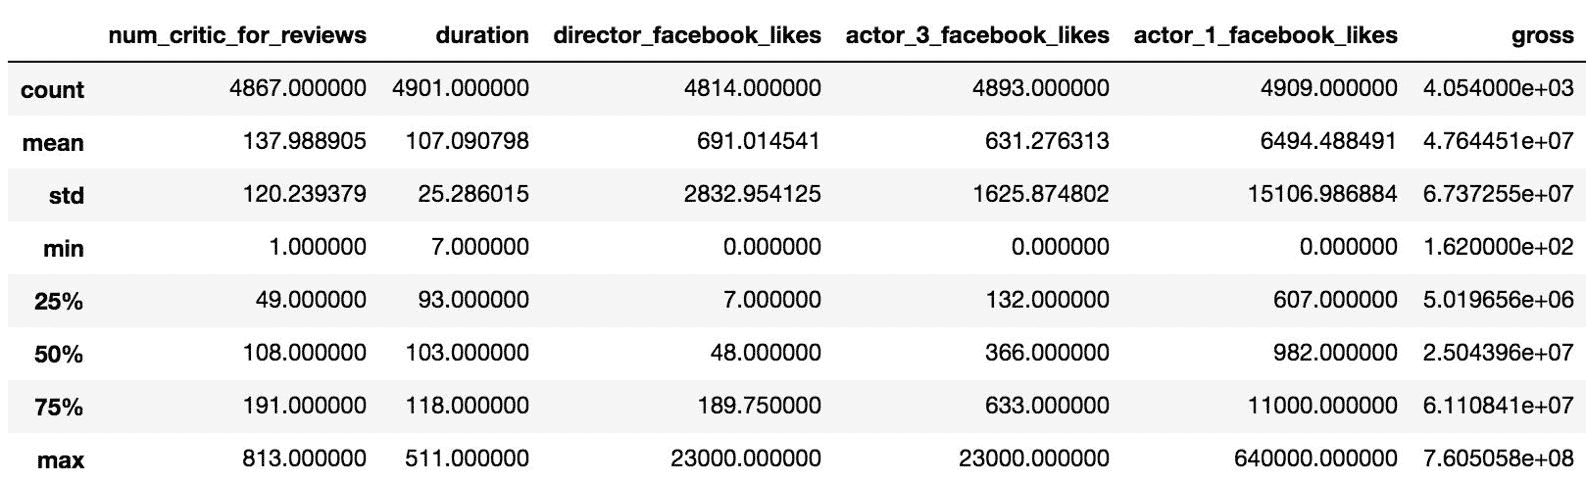 num_critic_for_reviews duration director_facebook_likes actor_3_facebook_likes actor_1_facebook_likes gross
count 4867.000000 4901.000000 4814.000000 4893.000000 4909.000000 4.054000e+03
mean 137.988905 107.090798 691.014541 631.276313 6494.488491 4.764451e+07
std 120.239379 25.286015 2832.954125 1625.874802 15106.986884 6.737255e+07
min 1.000000 7.000000 0.000000 0.000000 0.000000 1.620000e+02
25% 49.000000 93.000000 7.000000 132.000000 607.000000 5.019656e+06
50% 108.000000 103.000000 48.000000 366.000000 982.000000 2.504396e+07
75% 191.000000 118.000000 189.750000 633.000000 11000.000000 6.110841e+07
max 813.000000 511.000000 23000.000000 23000.000000 640000.000000 7.605058e+08